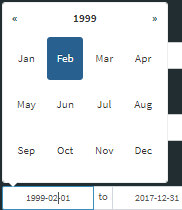 « 1999 »
Jan Feb Mar Apr
May Jun Jul Aug
Sep Oct Nov Dec
1999-02-01 to 2017-12-31